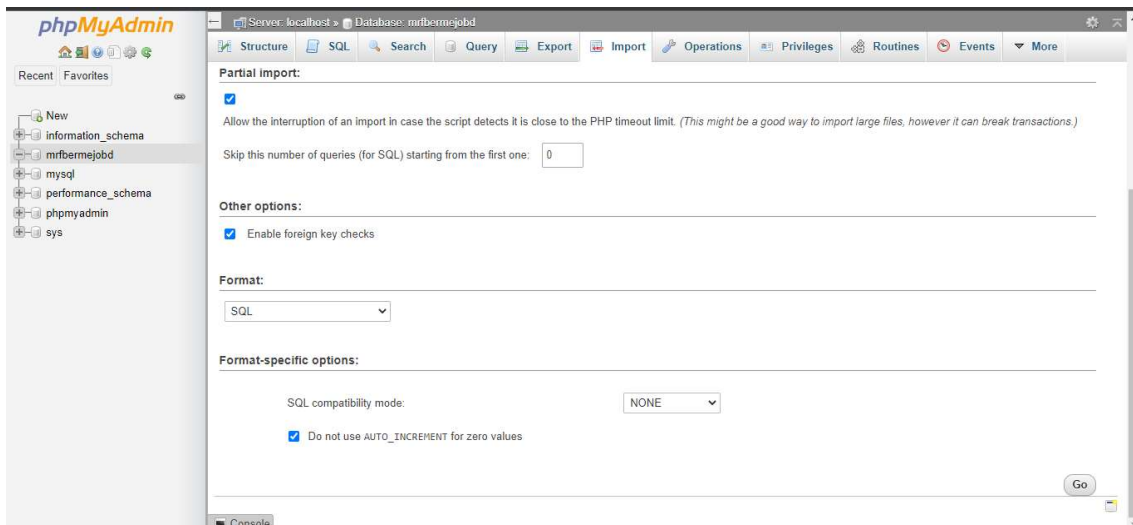 phpMyAdmin
Recent Favorites
New
information_schema
mrfbermejobd
mysql
performance_schema
phpmyadmin
sys
Server: localhost » Database: mrfbermejobd
Structure SQL Search Query Export Import Operations Privileges Routines Events More
Partial import:
Allow the interruption of an import in case the script detects it is close to the PHP timeout limit. (This might be a good way to import large files, however it can break transactions.)
Skip this number of queries (for SQL) starting from the first one: 0
Other options:
Enable foreign key checks
Format:
SQL
Format-specific options:
SQL compatibility mode: NONE
Do not use AUTO_INCREMENT for zero values
Go
Console